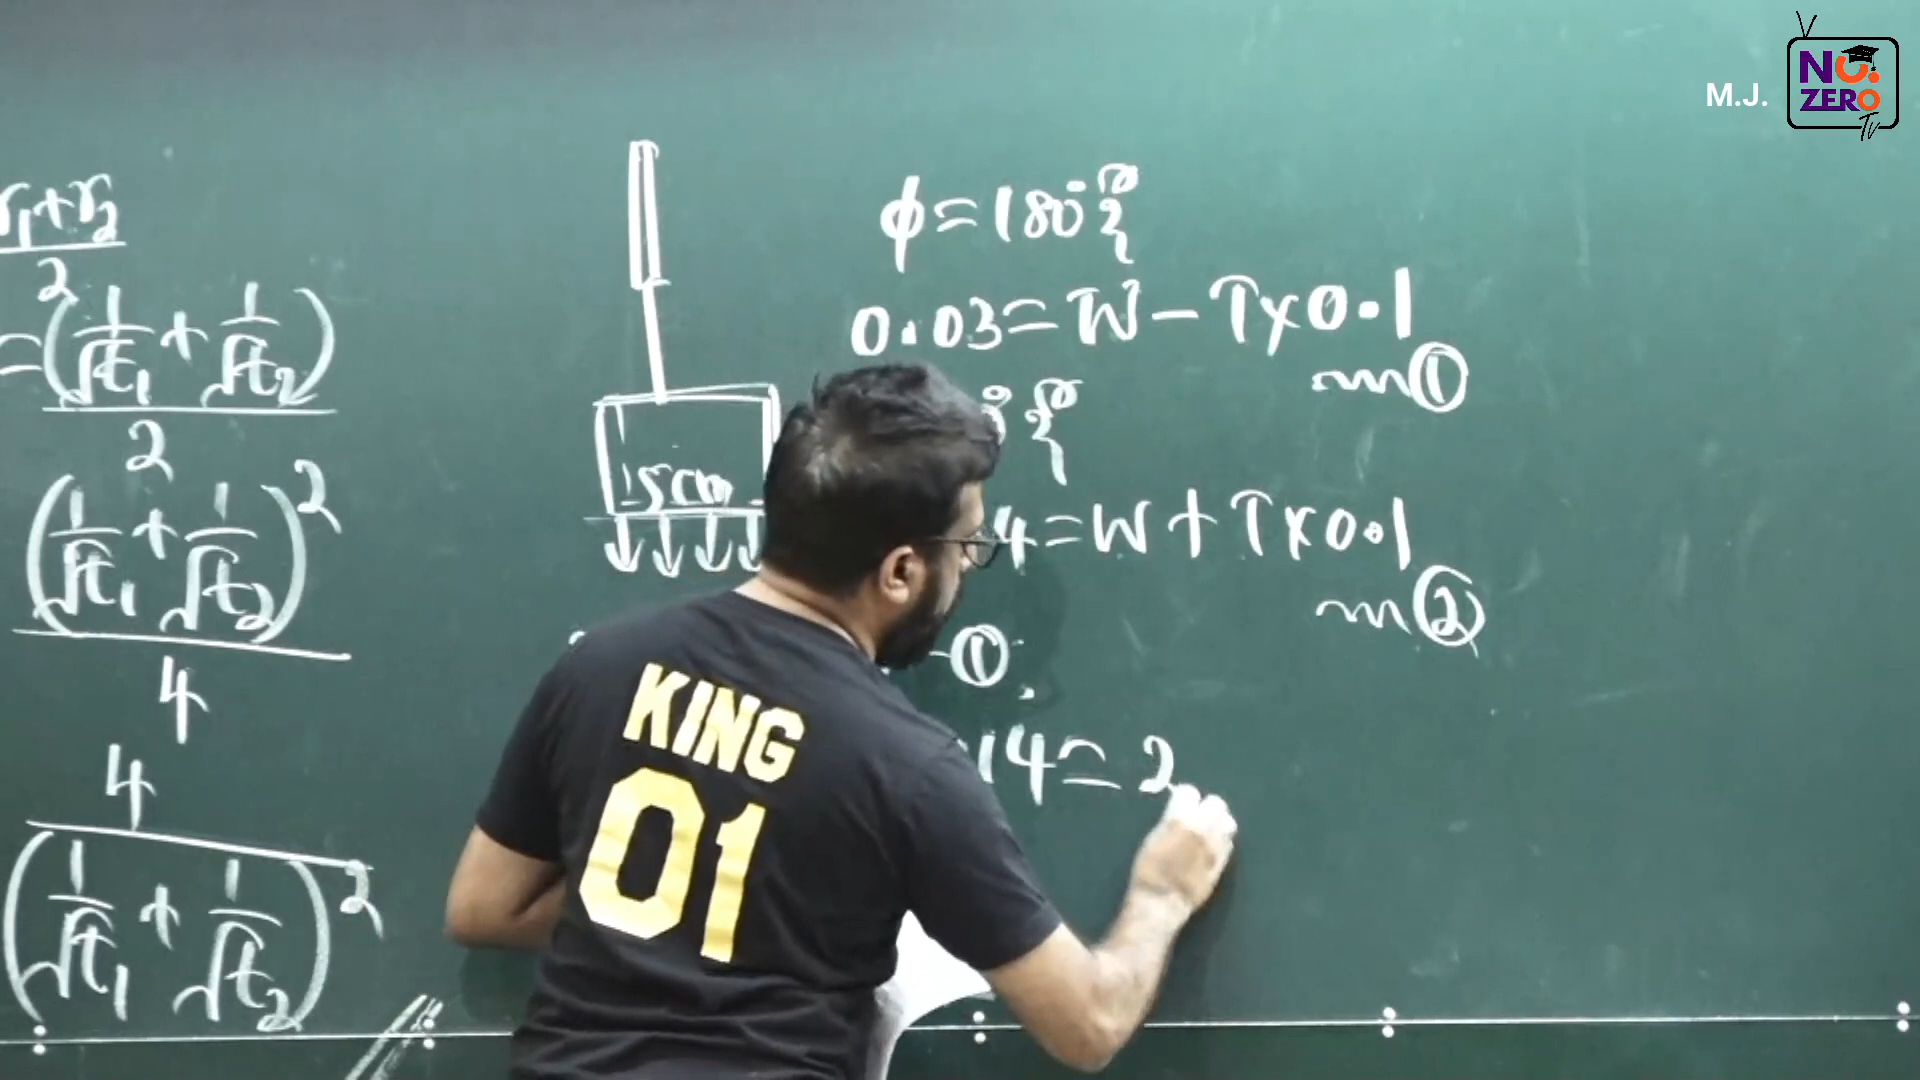 M.J.
NO.
ZERO
TV
r₁+r₂
2
=(1/√t₁ + 1/√t₂)
2
(1/√t₁ + 1/√t₂)²
4
4
(1/√t₁ + 1/√t₂)²
15cm
φ=180°
0.03=W-T×0.1
①
4=W+T×0.1
②
-①,
14=2
KING
01